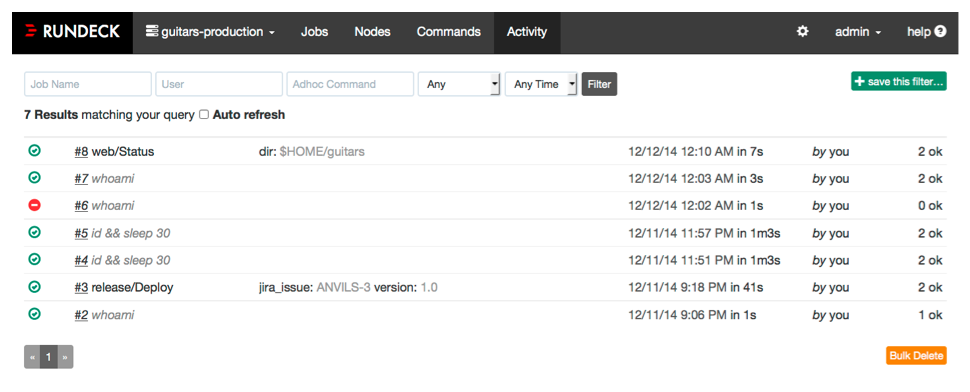 RUNDECK guitars-production Jobs Nodes Commands Activity admin help
Job Name User Adhoc Command Any Any Time Filter + save this filter...
7 Results matching your query Auto refresh
#8 web/Status dir: $HOME/guitars 12/12/14 12:10 AM in 7s by you 2 ok
#7 whoami 12/12/14 12:03 AM in 3s by you 2 ok
#6 whoami 12/12/14 12:02 AM in 1s by you 0 ok
#5 id && sleep 30 12/11/14 11:57 PM in 1m3s by you 2 ok
#4 id && sleep 30 12/11/14 11:51 PM in 1m3s by you 2 ok
#3 release/Deploy jira_issue: ANVILS-3 version: 1.0 12/11/14 9:18 PM in 41s by you 2 ok
#2 whoami 12/11/14 9:06 PM in 1s by you 1 ok
« 1 » Bulk Delete